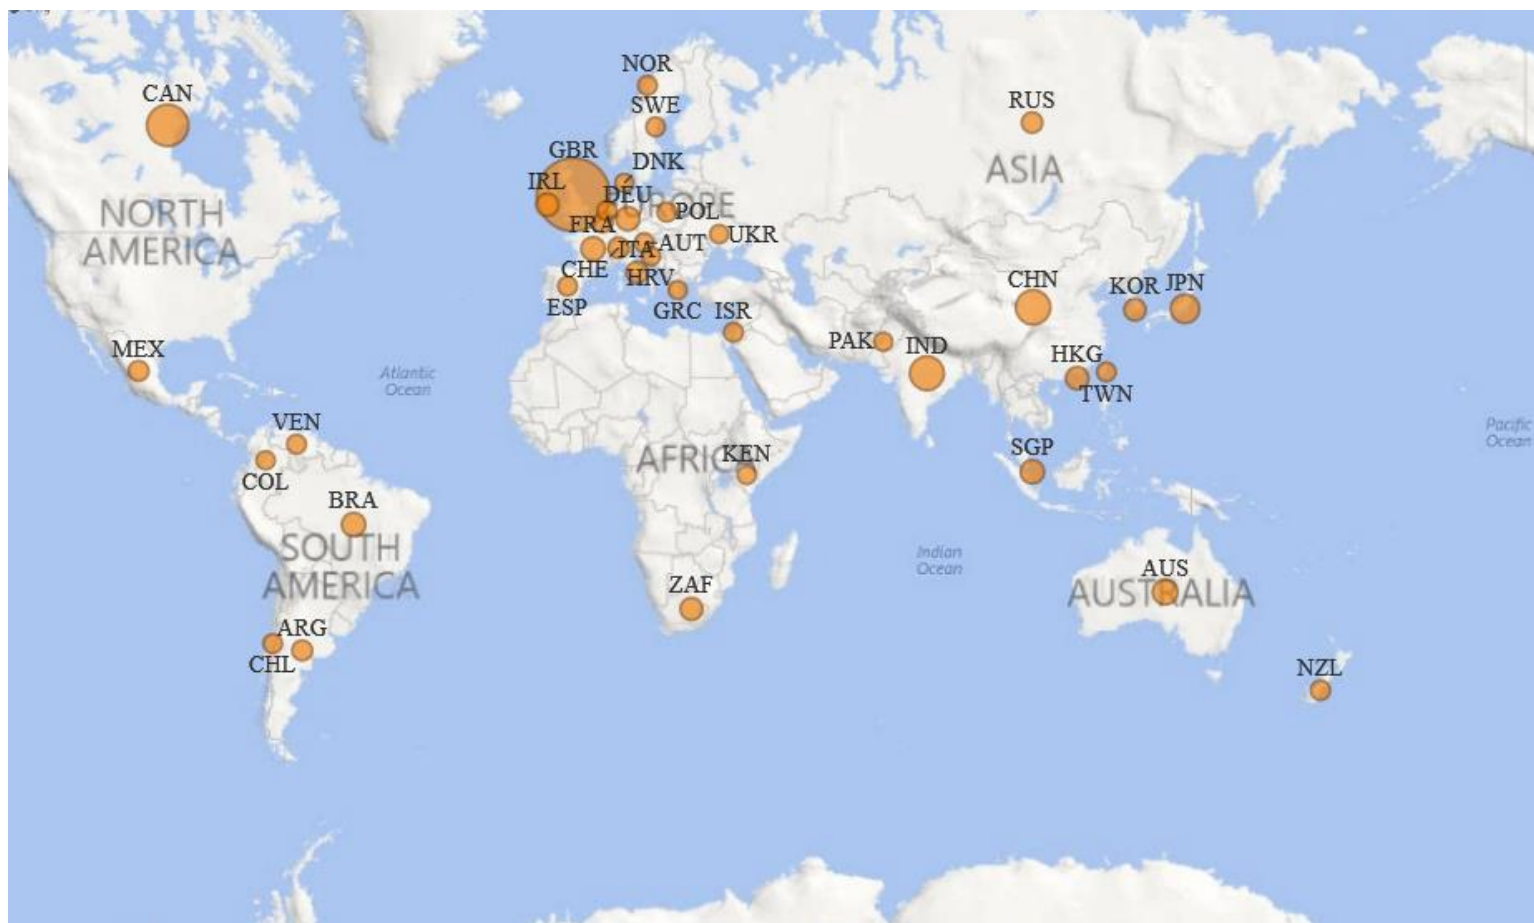 NOR
CAN
RUS
SWE
GBR
DNK
ASIA
IRL
DEU
EUROPE
NORTH
AMERICA
FRA
POL
UKR
ITA
AUT
CHE
HRV
CHN
KOR
JPN
ESP
GRC
ISR
PAK
IND
MEX
HKG
TWN
Atlantic
Ocean
VEN
Pacific
Ocean
COL
AFRICA
KEN
SGP
BRA
SOUTH
AMERICA
Indian
Ocean
ZAF
AUS
AUSTRALIA
ARG
CHL
NZL